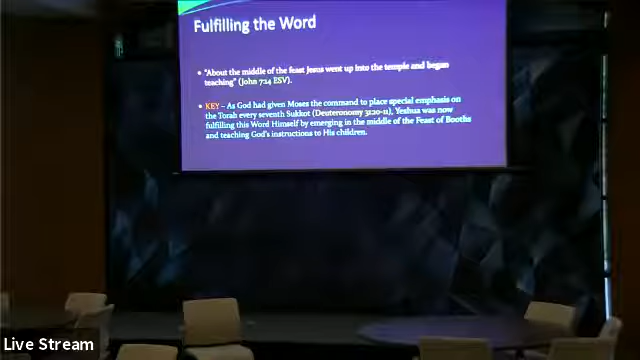 Fulfilling the Word
• "About the middle of the feast Jesus went up into the temple and began
teaching" (John 7:14 ESV).
• KEY – As God had given Moses the command to place special emphasis on
the Torah every seventh Sukkot (Deuteronomy 31:10-11), Yeshua was now
fulfilling this Word Himself by emerging in the middle of the Feast of Booths
and teaching God's instructions to His children.
Live Stream